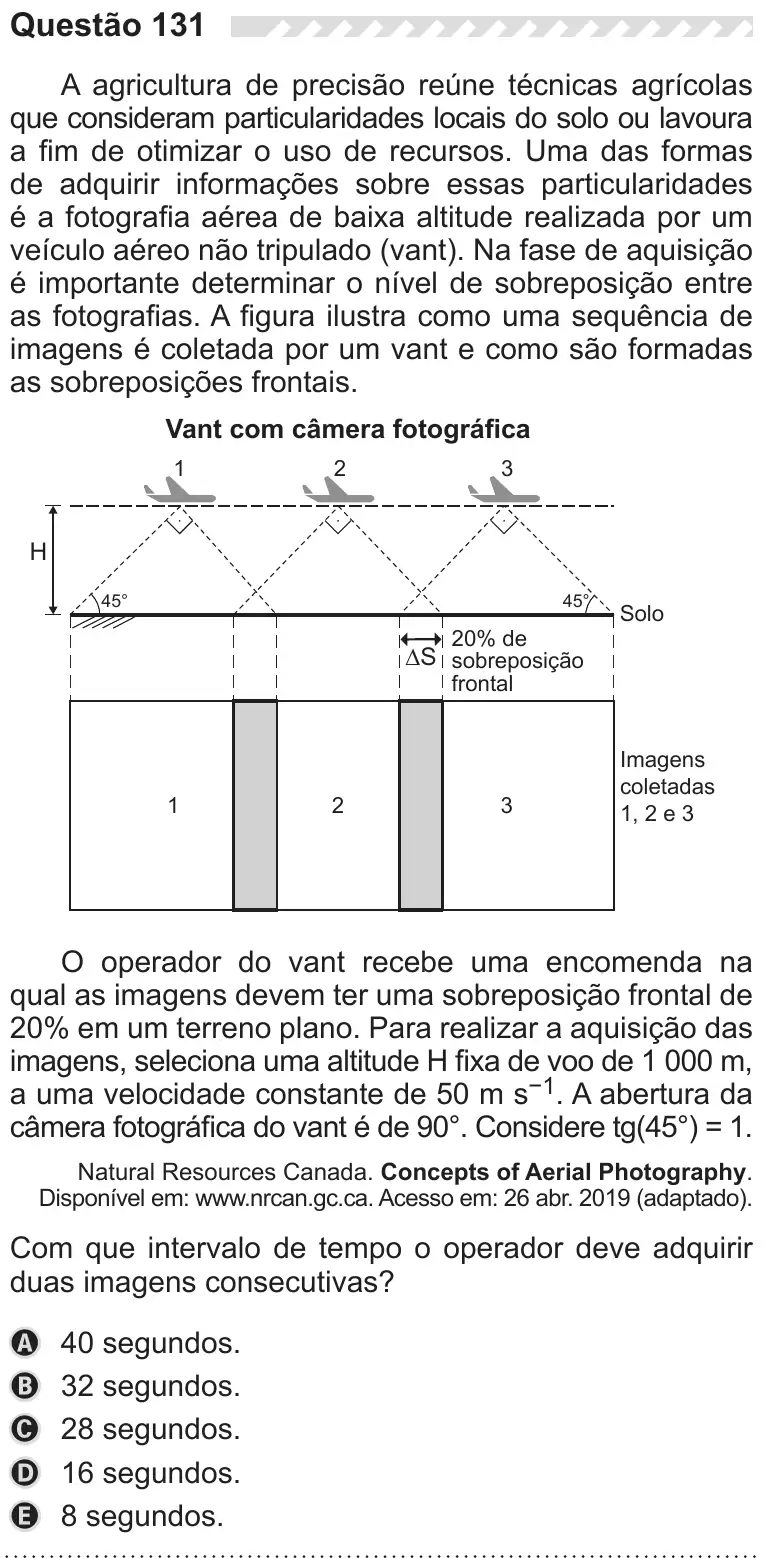 Questão 131
A agricultura de precisão reúne técnicas agrícolas
que consideram particularidades locais do solo ou lavoura
a fim de otimizar o uso de recursos. Uma das formas
de adquirir informações sobre essas particularidades
é a fotografia aérea de baixa altitude realizada por um
veículo aéreo não tripulado (vant). Na fase de aquisição
é importante determinar o nível de sobreposição entre
as fotografias. A figura ilustra como uma sequência de
imagens é coletada por um vant e como são formadas
as sobreposições frontais.
Vant com câmera fotográfica
1 2 3
H
45° 45°
Solo
ΔS 20% de
sobreposição
frontal
1 2 3
Imagens
coletadas
1, 2 e 3
O operador do vant recebe uma encomenda na
qual as imagens devem ter uma sobreposição frontal de
20% em um terreno plano. Para realizar a aquisição das
imagens, seleciona uma altitude H fixa de voo de 1 000 m,
a uma velocidade constante de 50 m s⁻¹. A abertura da
câmera fotográfica do vant é de 90°. Considere tg(45°) = 1.
Natural Resources Canada. Concepts of Aerial Photography.
Disponível em: www.nrcan.gc.ca. Acesso em: 26 abr. 2019 (adaptado).
Com que intervalo de tempo o operador deve adquirir
duas imagens consecutivas?
A 40 segundos.
B 32 segundos.
C 28 segundos.
D 16 segundos.
E 8 segundos.